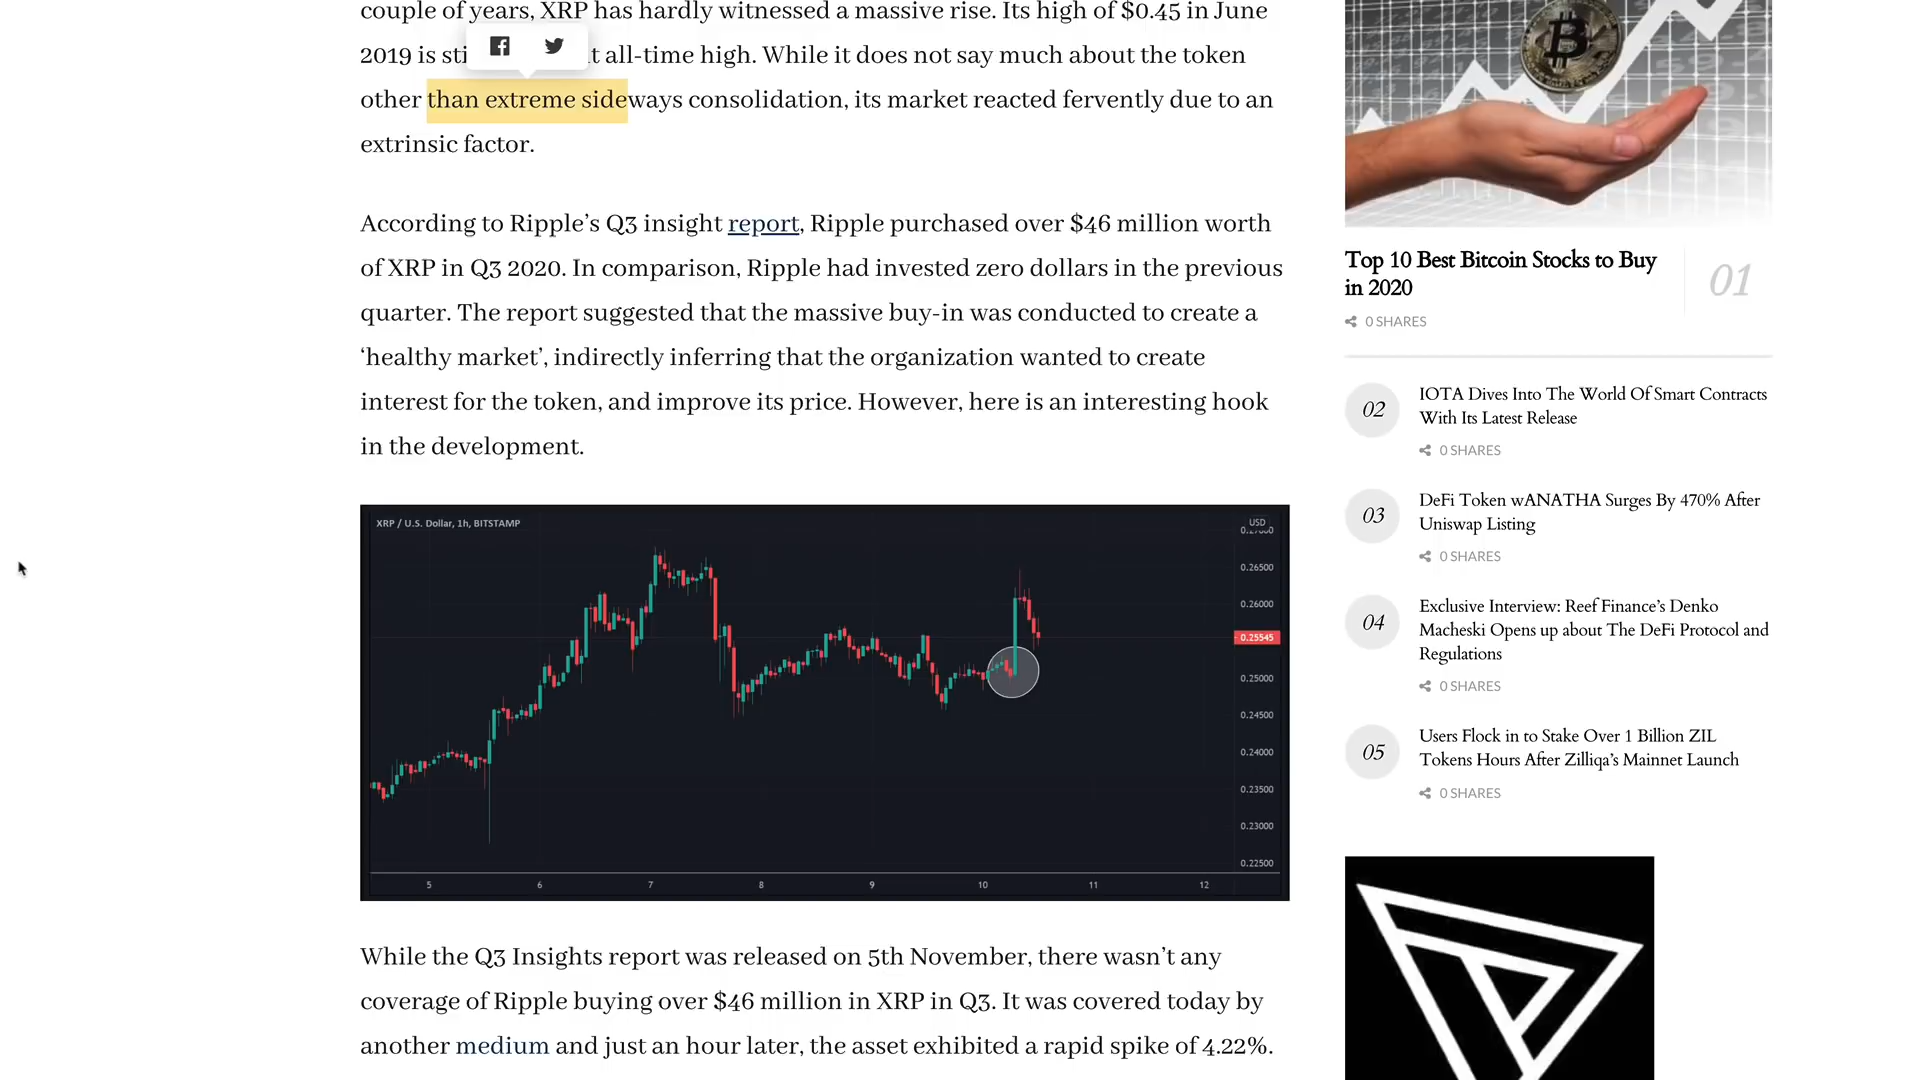 couple of years, XRP has hardly witnessed a massive rise. Its high of $0.45 in June
2019 is sti t all-time high. While it does not say much about the token
other than extreme sideways consolidation, its market reacted fervently due to an
extrinsic factor.
According to Ripple’s Q3 insight report, Ripple purchased over $46 million worth
of XRP in Q3 2020. In comparison, Ripple had invested zero dollars in the previous
quarter. The report suggested that the massive buy-in was conducted to create a
‘healthy market’, indirectly inferring that the organization wanted to create
interest for the token, and improve its price. However, here is an interesting hook
in the development.
XRP / U.S. Dollar, 1h, BITSTAMP
USD
0.27000
0.26500
0.26000
0.25545
0.25000
0.24500
0.24000
0.23500
0.23000
0.22500
5 6 7 8 9 10 11 12
While the Q3 Insights report was released on 5th November, there wasn’t any
coverage of Ripple buying over $46 million in XRP in Q3. It was covered today by
another medium and just an hour later, the asset exhibited a rapid spike of 4.22%.
Top 10 Best Bitcoin Stocks to Buy
in 2020
01
0 SHARES
02
IOTA Dives Into The World Of Smart Contracts
With Its Latest Release
0 SHARES
03
DeFi Token wANATHA Surges By 470% After
Uniswap Listing
0 SHARES
04
Exclusive Interview: Reef Finance’s Denko
Macheski Opens up about The DeFi Protocol and
Regulations
0 SHARES
05
Users Flock in to Stake Over 1 Billion ZIL
Tokens Hours After Zilliqa’s Mainnet Launch
0 SHARES